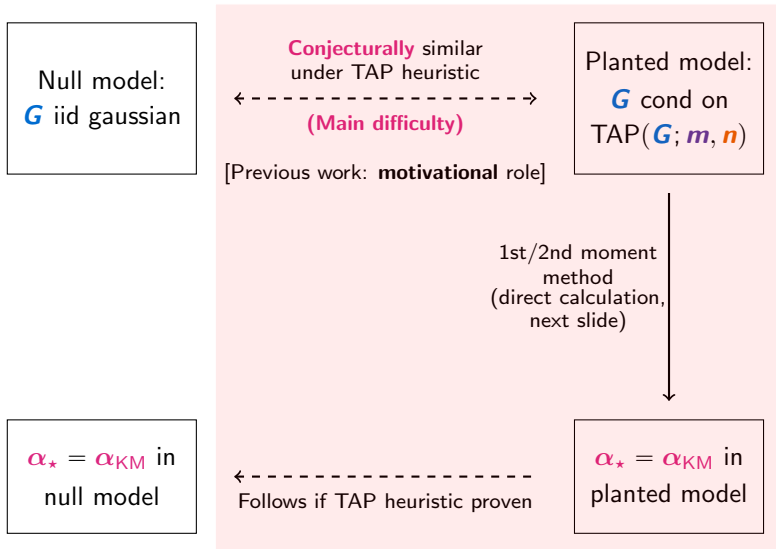 Null model:
G iid gaussian
Conjecturally similar
under TAP heuristic
(Main difficulty)
[Previous work: motivational role]
Planted model:
G cond on
TAP(G; m, n)
1st/2nd moment
method
(direct calculation,
next slide)
α⋆ = α_KM in
null model
Follows if TAP heuristic proven
α⋆ = α_KM in
planted model